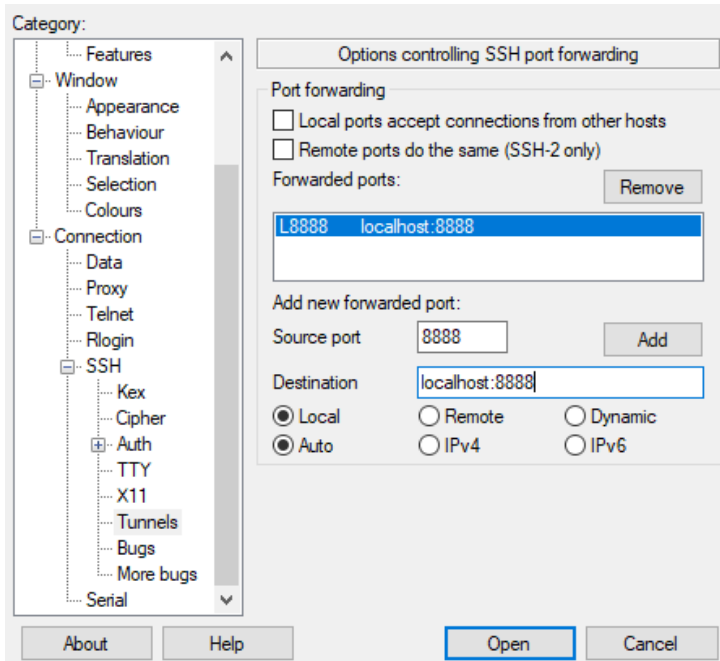 Category:
Features
Window
Appearance
Behaviour
Translation
Selection
Colours
Connection
Data
Proxy
Telnet
Rlogin
SSH
Kex
Cipher
Auth
TTY
X11
Tunnels
Bugs
More bugs
Serial
Options controlling SSH port forwarding
Port forwarding
Local ports accept connections from other hosts
Remote ports do the same (SSH-2 only)
Forwarded ports:
Remove
L8888 localhost:8888
Add new forwarded port:
Source port 8888 Add
Destination localhost:8888
Local Remote Dynamic
Auto IPv4 IPv6
About Help Open Cancel